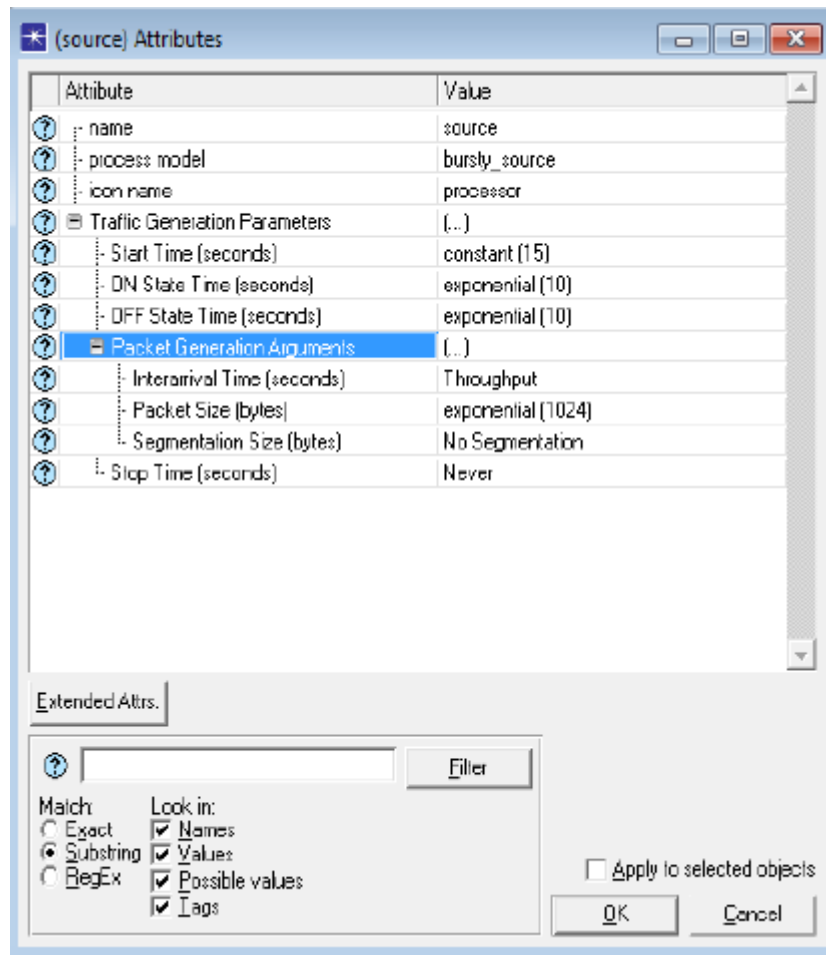 (source) Attributes
Attribute Value
name source
process model bursty_source
icon name processor
Traffic Generation Parameters (...)
Start Time (seconds) constant (15)
ON State Time (seconds) exponential (10)
OFF State Time (seconds) exponential (10)
Packet Generation Arguments (...)
Interarrival Time (seconds) Throughput
Packet Size (bytes) exponential (1024)
Segmentation Size (bytes) No Segmentation
Stop Time (seconds) Never
Extended Attrs.
Filter
Match: Look in:
Exact Names
Substring Values
RegEx Possible values
Tags
Apply to selected objects
OK Cancel